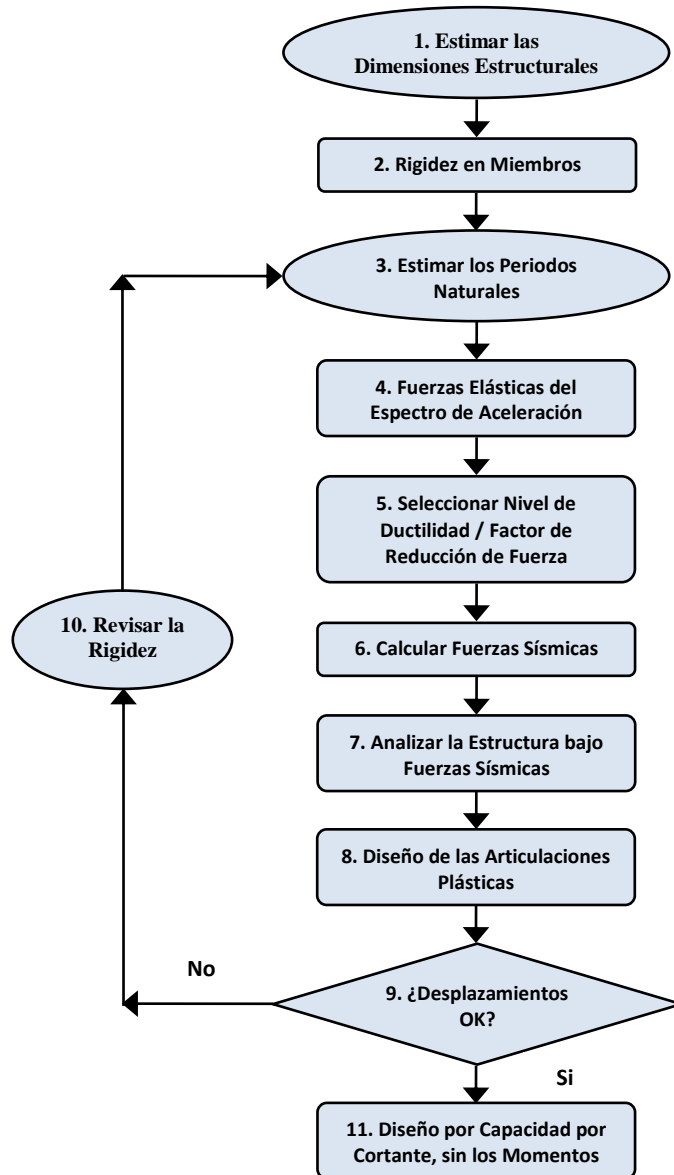 1. Estimar las
Dimensiones Estructurales
2. Rigidez en Miembros
3. Estimar los Periodos
Naturales
4. Fuerzas Elásticas del
Espectro de Aceleración
5. Seleccionar Nivel de
Ductilidad / Factor de
Reducción de Fuerza
10. Revisar la
Rigidez
6. Calcular Fuerzas Sísmicas
7. Analizar la Estructura bajo
Fuerzas Sísmicas
8. Diseño de las Articulaciones
Plásticas
No
9. ¿Desplazamientos
OK?
Si
11. Diseño por Capacidad por
Cortante, sin los Momentos